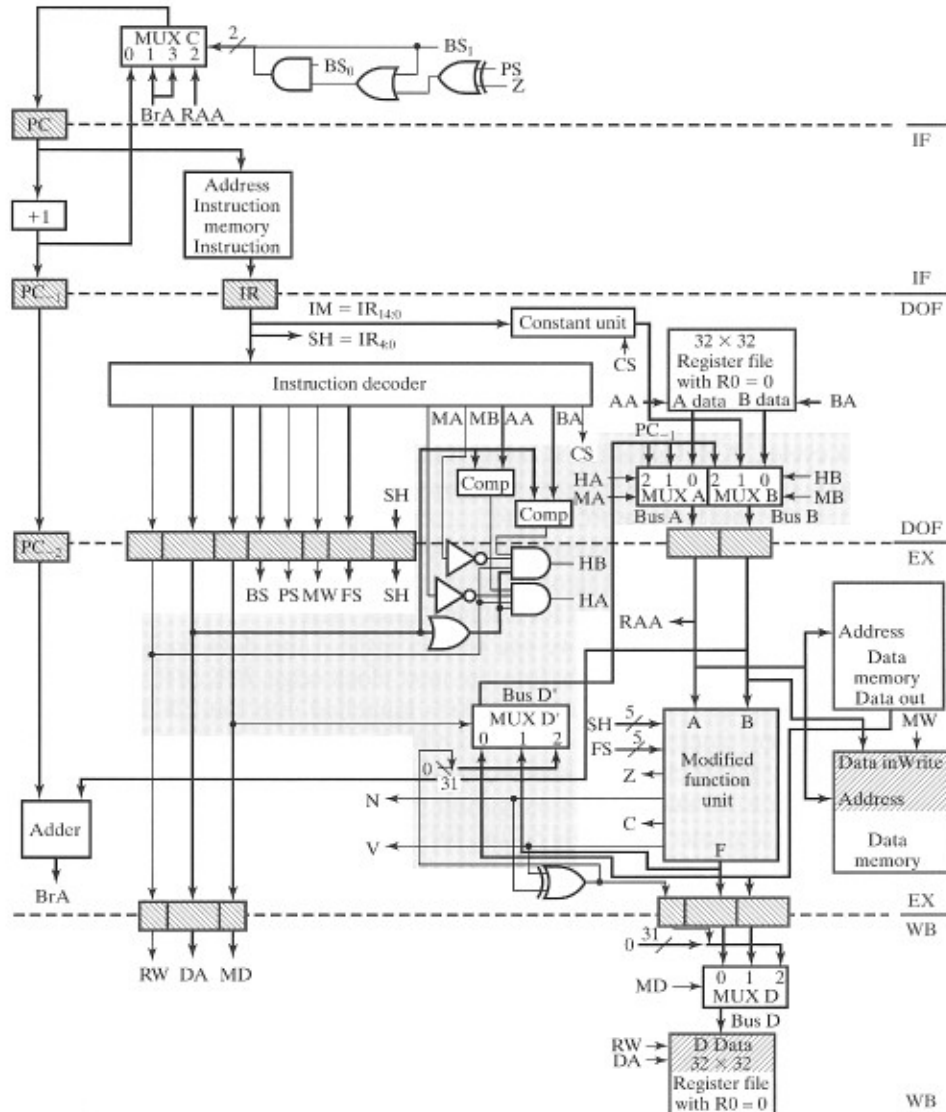 MUX C
0 1 3 2
2
BS1
BS0
PS
Z
BrA RAA
PC
IF
+1
Address
Instruction
memory
Instruction
PC-1
IR
IF
DOF
IM = IR14:0
SH = IR4:0
Constant unit
CS
32 × 32
Register file
with R0 = 0
A data B data
AA
BA
Instruction decoder
MA MB AA BA
CS
PC-1
Comp
Comp
SH
HA
MA
2 1 0 2 1 0
MUX A MUX B
HB
MB
Bus A
Bus B
PC-2
DOF
EX
BS PS MW FS SH
HB
HA
RAA
Address
Data
memory
Data out
MW
Bus D'
MUX D'
0 1 2
SH 5
FS 5
A B
Modified
function
unit
F
Z
C
N
V
0
31
Data in Write
Address
Data
memory
Adder
BrA
EX
WB
RW DA MD
0 31
0 1 2
MUX D
MD
Bus D
RW
DA
D Data
32 × 32
Register file
with R0 = 0
WB